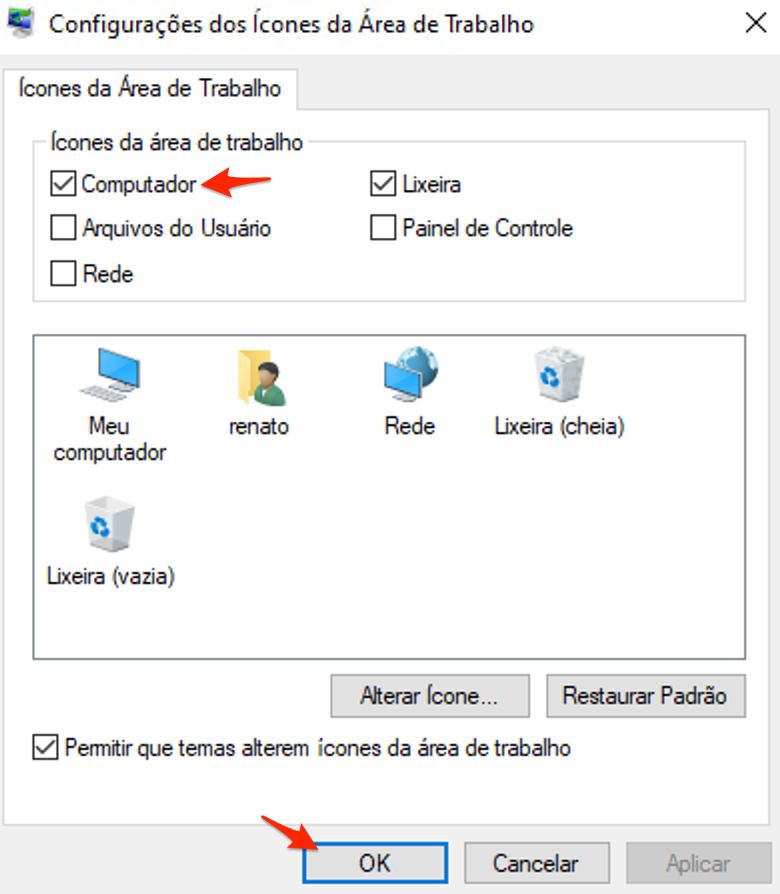 Configurações dos Ícones da Área de Trabalho
Ícones da Área de Trabalho
Ícones da área de trabalho
Computador
Lixeira
Arquivos do Usuário
Painel de Controle
Rede
Meu
computador
renato
Rede
Lixeira (cheia)
Lixeira (vazia)
Alterar Ícone...
Restaurar Padrão
Permitir que temas alterem ícones da área de trabalho
OK
Cancelar
Aplicar